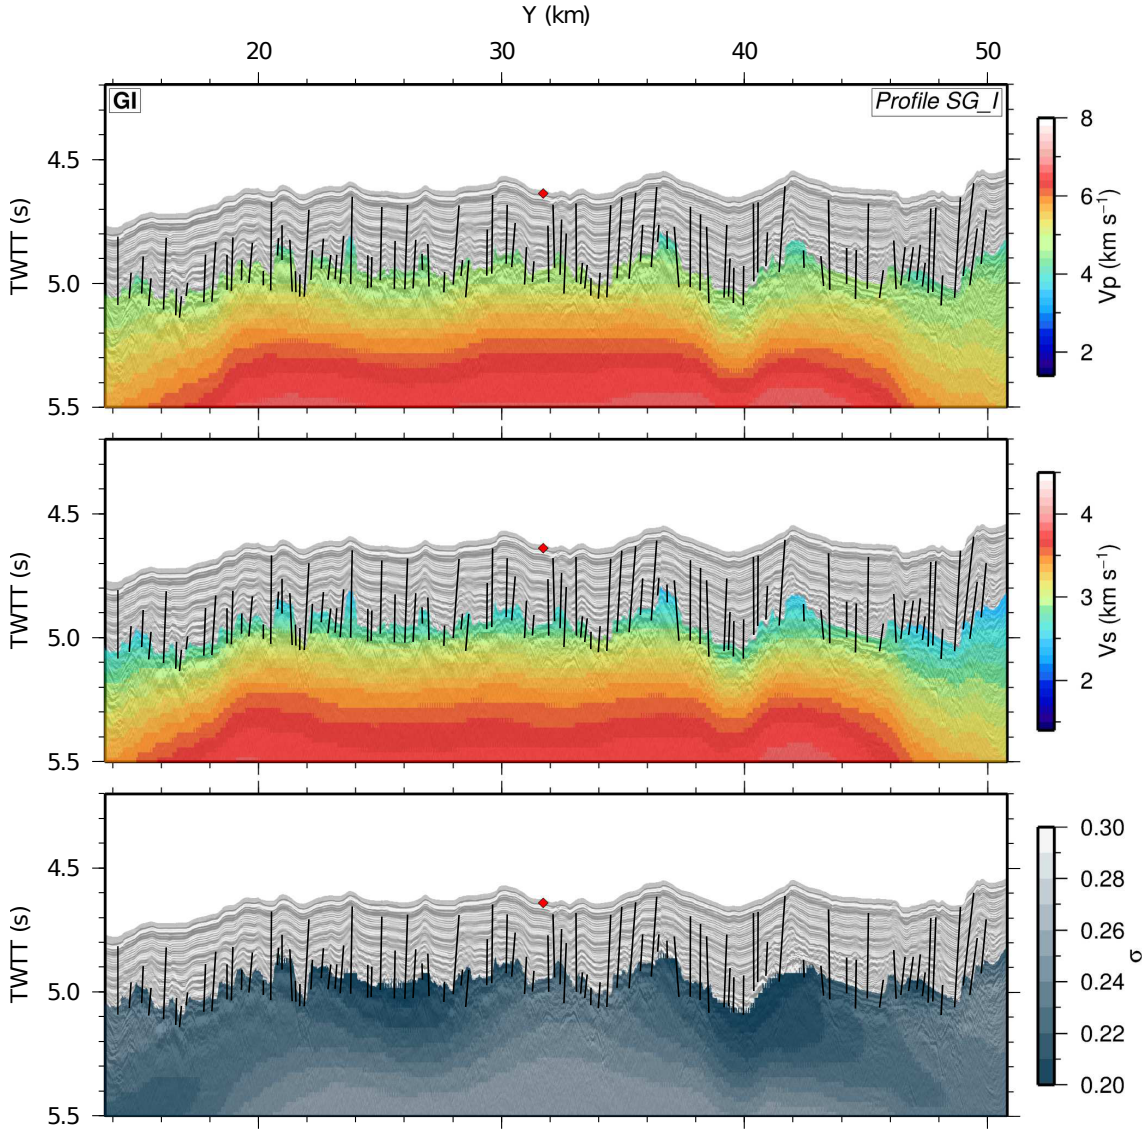 Y (km)
20 30 40 50
GI
Profile SG_I
4.5
5.0
5.5
TWTT (s)
8
6
4
2
Vp (km s⁻¹)
4.5
5.0
5.5
TWTT (s)
4
3
2
Vs (km s⁻¹)
4.5
5.0
5.5
TWTT (s)
0.30
0.28
0.26
0.24
0.22
0.20
σ